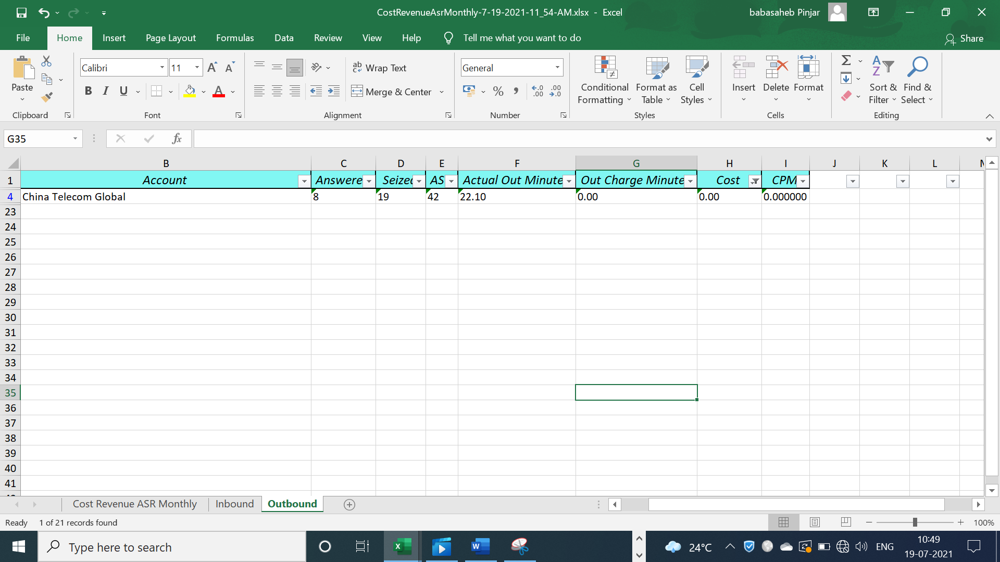 CostRevenueAsrMonthly-7-19-2021-11_54-AM.xlsx - Excel
babasaheb Pinjar
File Home Insert Page Layout Formulas Data Review View Help Tell me what you want to do Share
Paste
Clipboard
Calibri 11
B I U A
Font
Wrap Text
Merge & Center
Alignment
General
% ,
Number
Conditional Formatting
Format as Table
Cell Styles
Styles
Insert Delete Format
Cells
Sort & Filter
Find & Select
Editing
G35 fx
B C D E F G H I J K L
1 Account Answere Seized AS Actual Out Minute Out Charge Minute Cost CPM
4 China Telecom Global 8 19 42 22.10 0.00 0.00 0.000000
23
24
25
26
27
28
29
30
31
32
33
34
35
36
37
38
39
40
41
Cost Revenue ASR Monthly Inbound Outbound
Ready 1 of 21 records found 100%
Type here to search
24°C ENG
10:49
19-07-2021